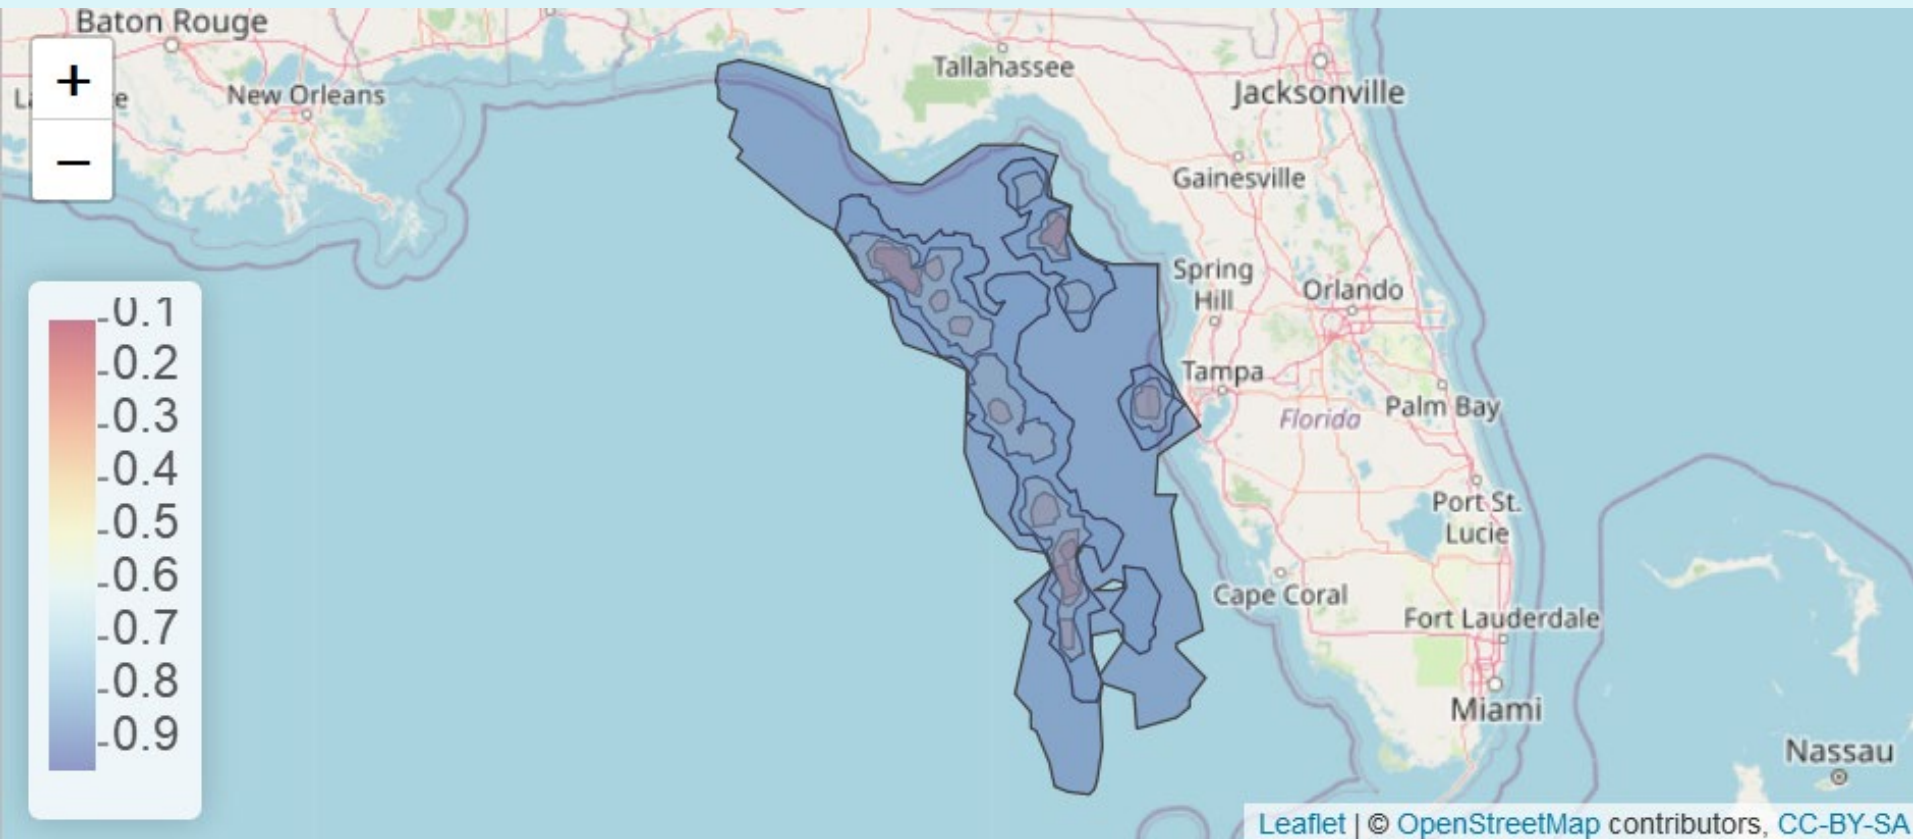 Baton Rouge
+
−
New Orleans
Tallahassee
Jacksonville
Gainesville
Spring
Hill
Orlando
Tampa
Florida
Palm Bay
Port St.
Lucie
Cape Coral
Fort Lauderdale
Miami
Nassau
0.1
0.2
0.3
0.4
0.5
0.6
0.7
0.8
0.9
Leaflet | © OpenStreetMap contributors, CC-BY-SA